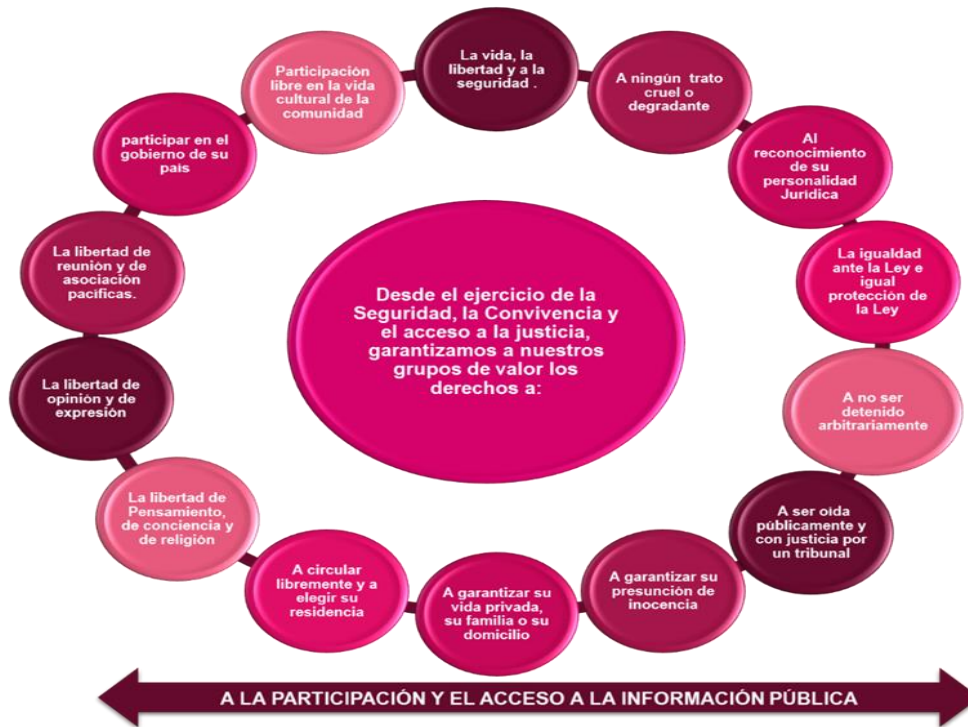 La vida, la
libertad y a la
seguridad .
A ningún trato
cruel o
degradante
Al
reconocimiento
de su
personalidad
Jurídica
La igualdad
ante la Ley e
igual
protección de
la Ley
A no ser
detenido
arbitrariamente
A ser oída
públicamente y
con justicia por
un tribunal
A garantizar su
presunción de
inocencia
A garantizar su
vida privada,
su familia o su
domicilio
A circular
libremente y a
elegir su
residencia
La libertad de
Pensamiento,
de conciencia y
de religión
La libertad de
opinión y de
expresión
La libertad de
reunión y de
asociación
pacíficas.
participar en el
gobierno de su
país
Participación
libre en la vida
cultural de la
comunidad
Desde el ejercicio de la
Seguridad, la Convivencia y
el acceso a la justicia,
garantizamos a nuestros
grupos de valor los
derechos a:
A LA PARTICIPACIÓN Y EL ACCESO A LA INFORMACIÓN PÚBLICA